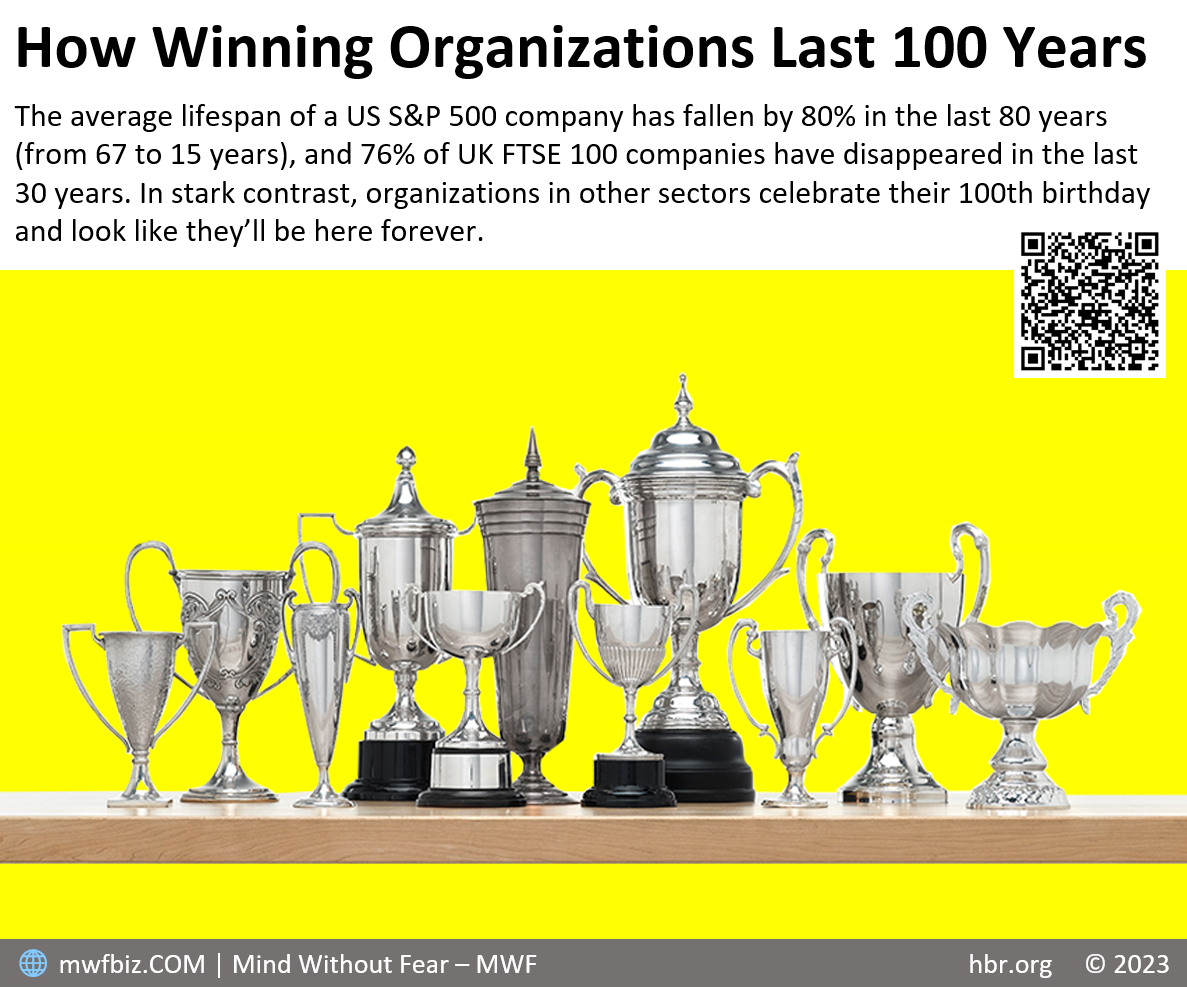 How Winning Organizations Last 100 Years
The average lifespan of a US S&P 500 company has fallen by 80% in the last 80 years
(from 67 to 15 years), and 76% of UK FTSE 100 companies have disappeared in the last
30 years. In stark contrast, organizations in other sectors celebrate their 100th birthday
and look like they’ll be here forever.
mwfbiz.COM | Mind Without Fear – MWF
hbr.org © 2023